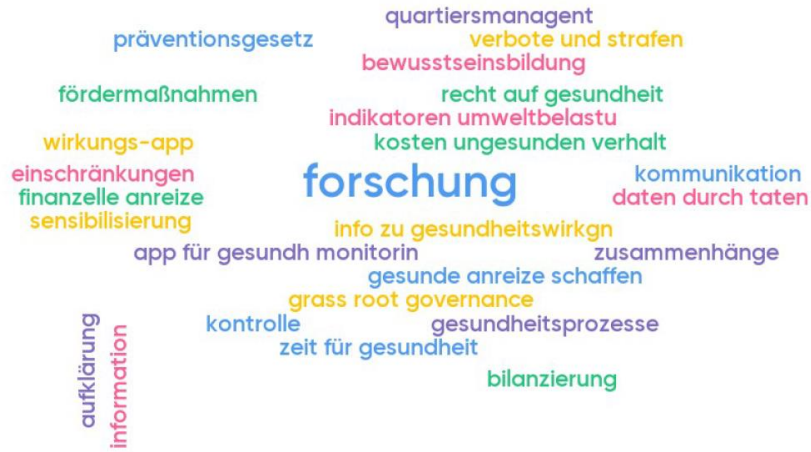 quartiersmanagent
präventionsgesetz
verbote und strafen
bewusstseinsbildung
fördermaßnahmen
recht auf gesundheit
indikatoren umweltbelastu
wirkungs-app
kosten ungesunden verhalt
einschränkungen
forschung
kommunikation
finanzelle anreize
daten durch taten
sensibilisierung
info zu gesundheitswirkgn
app für gesundh monitorin
zusammenhänge
gesunde anreize schaffen
grass root governance
kontrolle
gesundheitsprozesse
zeit für gesundheit
bilanzierung
aufklärung
information